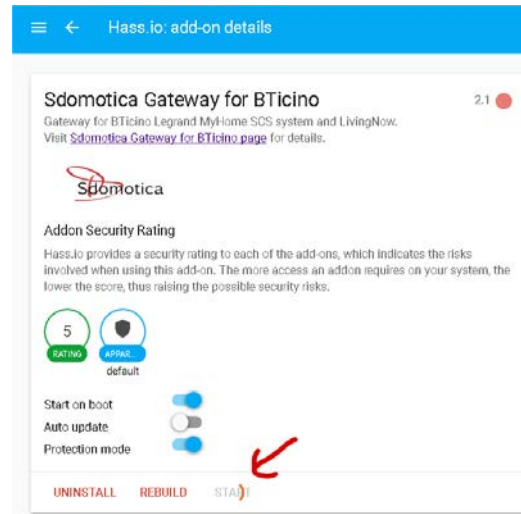 Hass.io: add-on details
Sdomotica Gateway for BTicino
2.1
Gateway for BTicino Legrand MyHome SCS system and LivingNow.
Visit Sdomotica Gateway for BTicino page for details.
Sdomotica
Addon Security Rating
Hass.io provides a security rating to each of the add-ons, which indicates the risks
involved when using this add-on. The more access an addon requires on your system, the
lower the score, thus raising the possible security risks.
5
RATING
APPAR...
default
Start on boot
Auto update
Protection mode
UNINSTALL REBUILD START